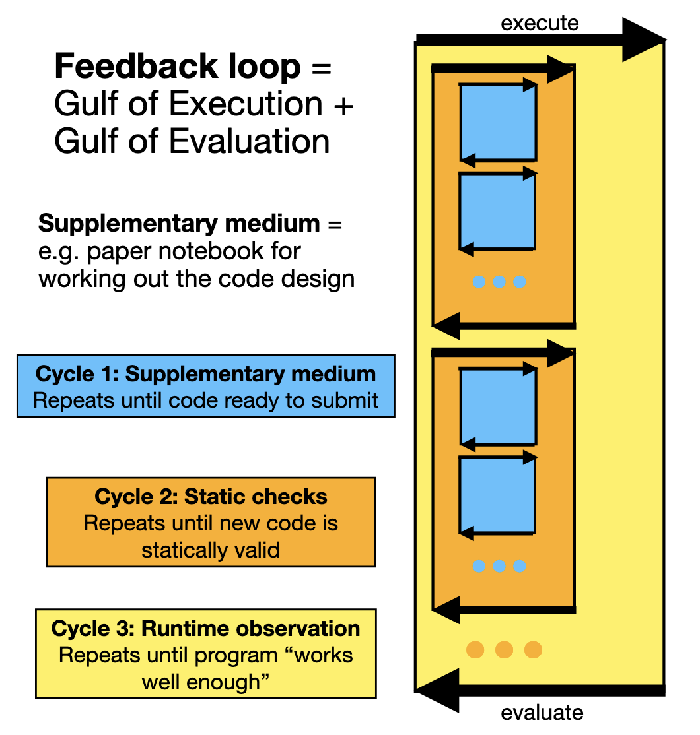 execute
Feedback loop =
Gulf of Execution +
Gulf of Evaluation
Supplementary medium =
e.g. paper notebook for
working out the code design
Cycle 1: Supplementary medium
Repeats until code ready to submit
Cycle 2: Static checks
Repeats until new code is
statically valid
Cycle 3: Runtime observation
Repeats until program “works
well enough”
evaluate